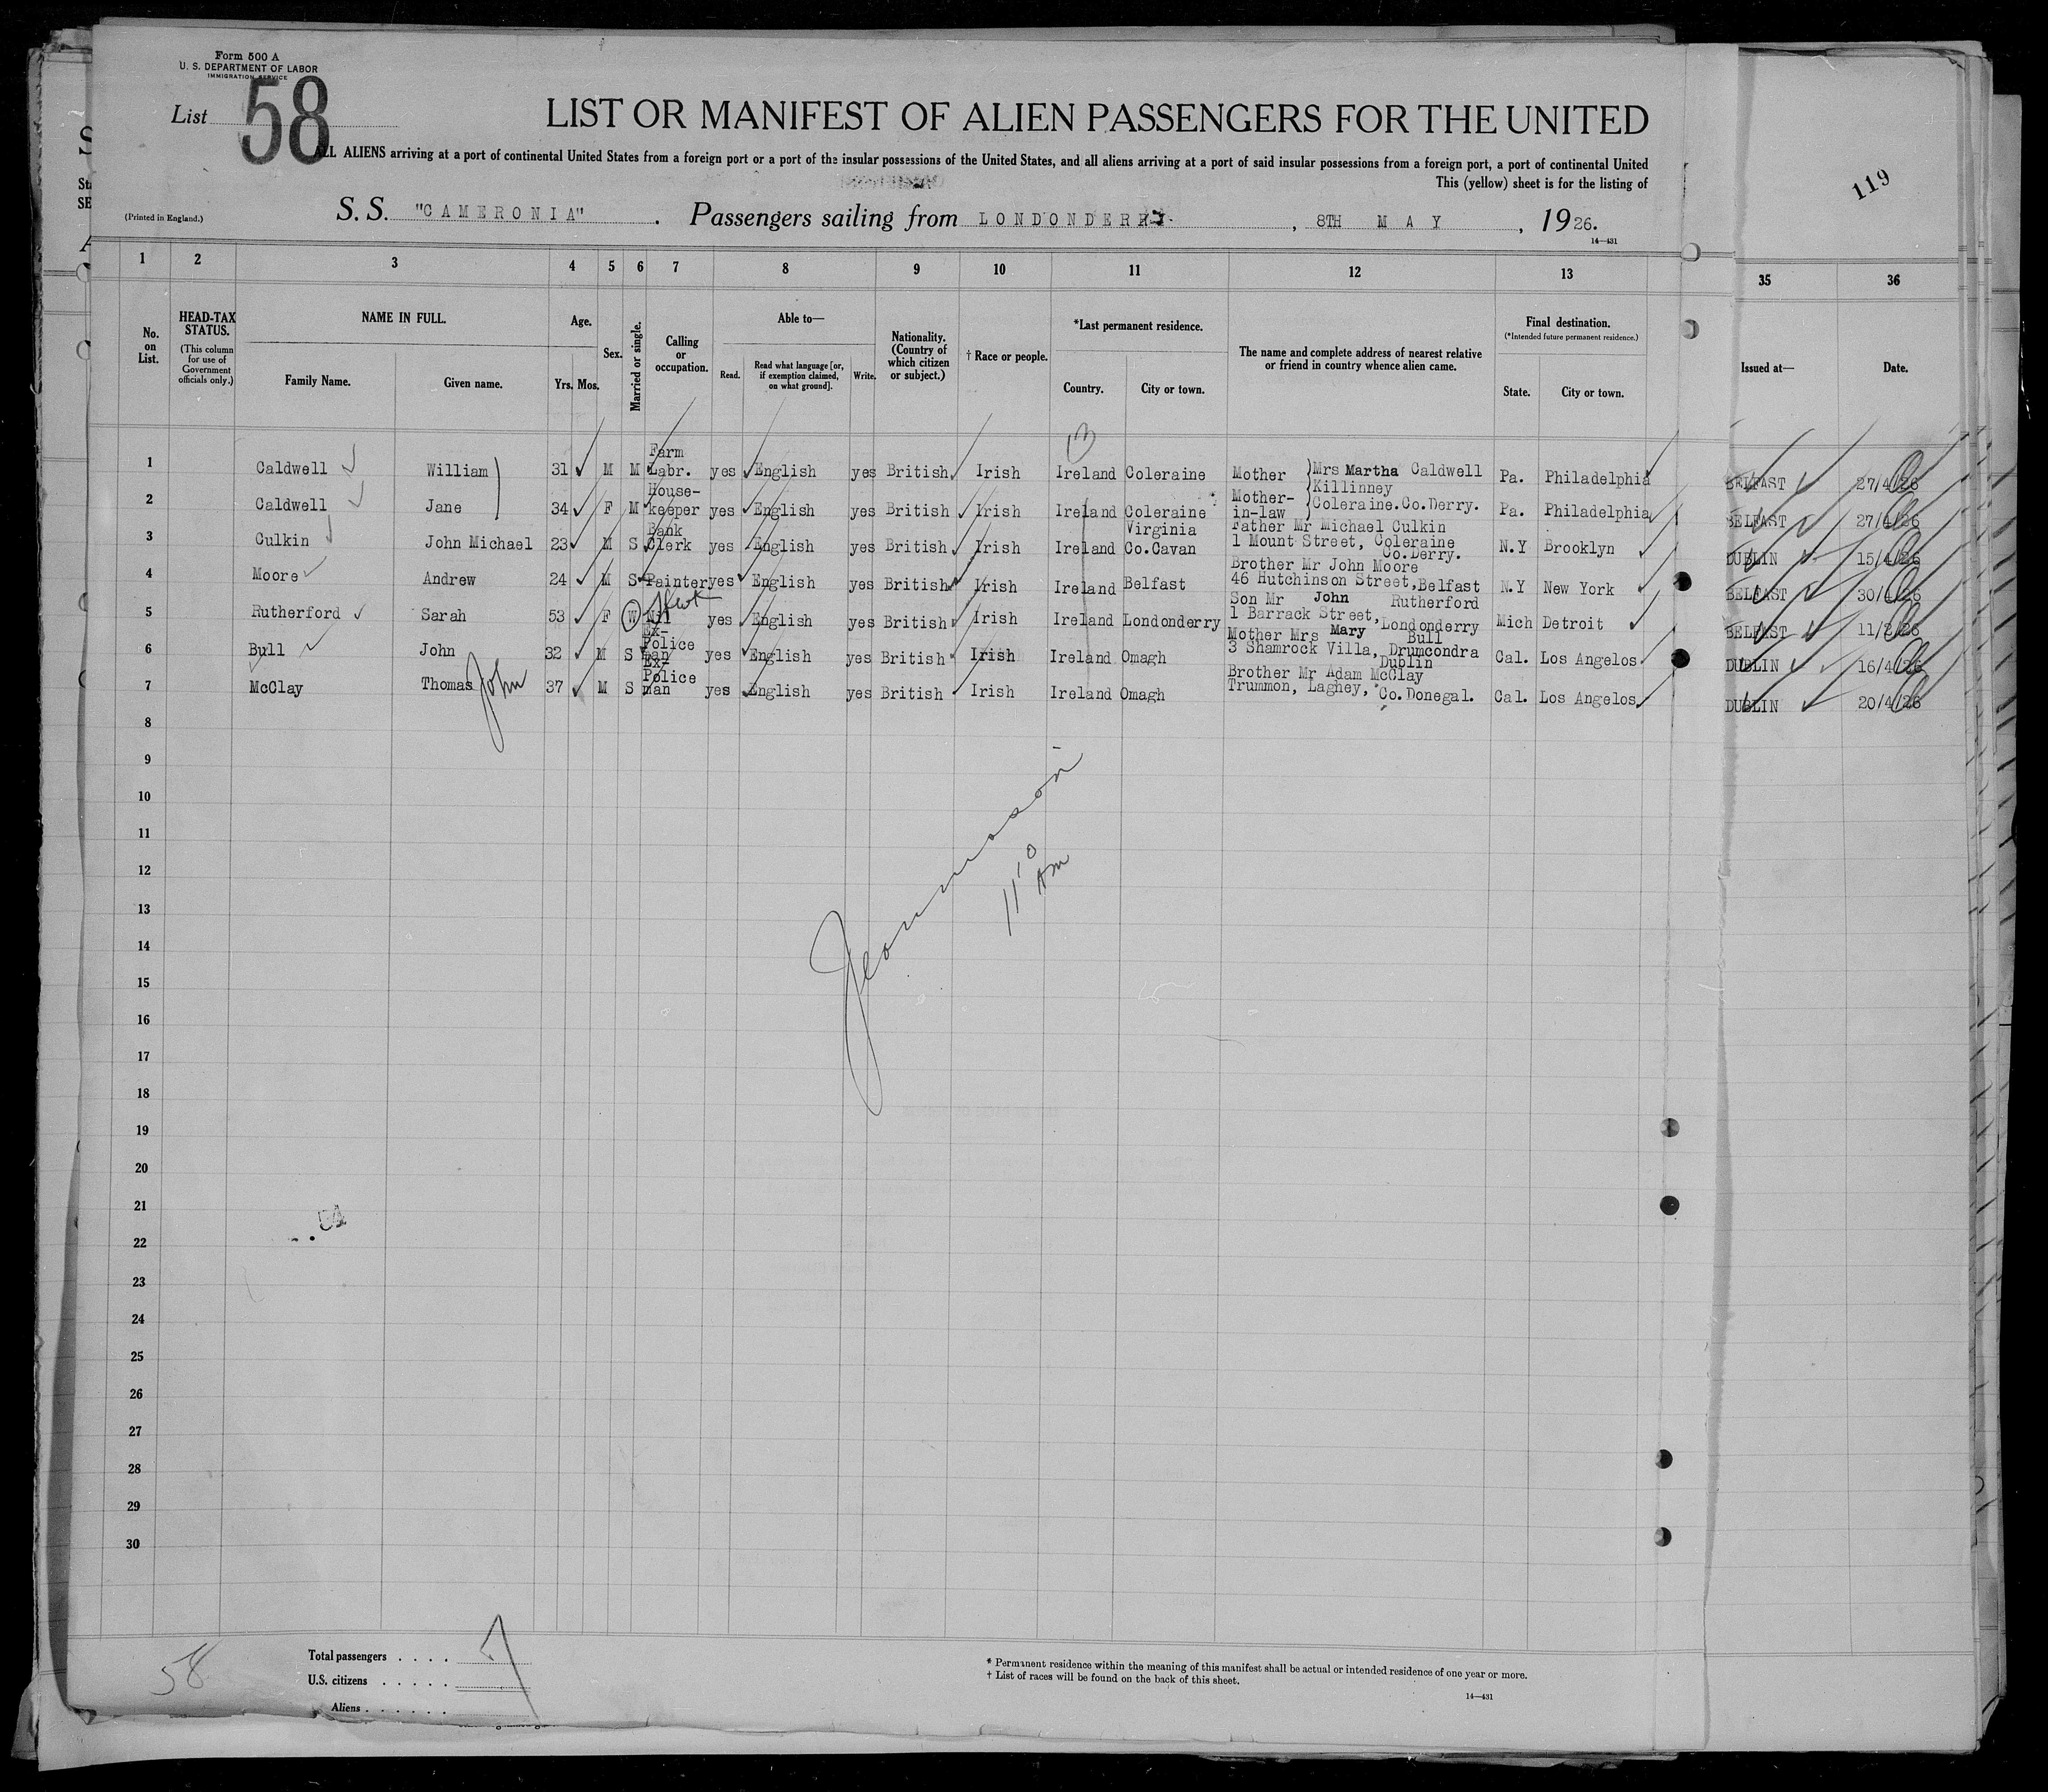 Form 500 A
U. S. DEPARTMENT OF LABOR
IMMIGRATION SERVICE
List 58
LIST OR MANIFEST OF ALIEN PASSENGERS FOR THE UNITED
ALL ALIENS arriving at a port of continental United States from a foreign port or a port of the insular possessions of the United States, and all aliens arriving at a port of said insular possessions from a foreign port, a port of continental United
This (yellow) sheet is for the listing of
119
(Printed in England.)
S. S. "CAMERONIA". Passengers sailing from LONDONDERRY, 8TH MAY, 1926.
14—431
1 2 3 4 5 6 7 8 9 10 11 12 13 35 36
No. on List.
HEAD-TAX STATUS.
(This column for use of Government officials only.)
NAME IN FULL.
Family Name. Given name.
Age.
Yrs. Mos.
Sex.
Married or single.
Calling or occupation.
Able to—
Read. Read what language [or, if exemption claimed, on what ground]. Write.
Nationality. (Country of which citizen or subject.)
† Race or people.
*Last permanent residence.
Country. City or town.
The name and complete address of nearest relative or friend in country whence alien came.
Final destination.
(*Intended future permanent residence.)
State. City or town.
Issued at— Date.
1 Caldwell William 31 M M Farm Labr. yes English yes British Irish Ireland Coleraine Mother Mrs Martha Caldwell Killinney Pa. Philadelphia BELFAST 27/4/26
2 Caldwell Jane 34 F M House-keeper yes English yes British Irish Ireland Coleraine Mother-in-law Coleraine.Co.Derry. Pa. Philadelphia BELFAST 27/4/26
3 Culkin John Michael 23 M S Bank Clerk yes English yes British Irish Ireland Virginia Co.Cavan Father Mr Michael Culkin 1 Mount Street, Coleraine Co.Derry. N.Y Brooklyn DUBLIN 15/4/26
4 Moore Andrew 24 M S Painter yes English yes British Irish Ireland Belfast Brother Mr John Moore 46 Hutchinson Street, Belfast N.Y New York BELFAST 30/4/26
5 Rutherford Sarah 53 F W Nil Hwk yes English yes British Irish Ireland Londonderry Son Mr John Rutherford 1 Barrack Street, Londonderry Mich Detroit BELFAST 11/2/26
6 Bull John 32 M S Ex-Police man yes English yes British Irish Ireland Omagh Mother Mrs Mary Bull 3 Shamrock Villa, Drumcondra Dublin Cal. Los Angelos DUBLIN 16/4/26
7 McClay Thomas John 37 M S Ex-Police man yes English yes British Irish Ireland Omagh Brother Mr Adam McClay Trummon, Laghey, Co.Donegal. Cal. Los Angelos DUBLIN 20/4/26
8
9
10
11
12
13
14
15
16
17
18
19
20
21
22
23
24
25
26
27
28
29
30
11'0 Am
58
Total passengers . . . . 7
U.S. citizens . . . . .
Aliens . . . . . .
* Permanent residence within the meaning of this manifest shall be actual or intended residence of one year or more.
† List of races will be found on the back of this sheet.
14—431